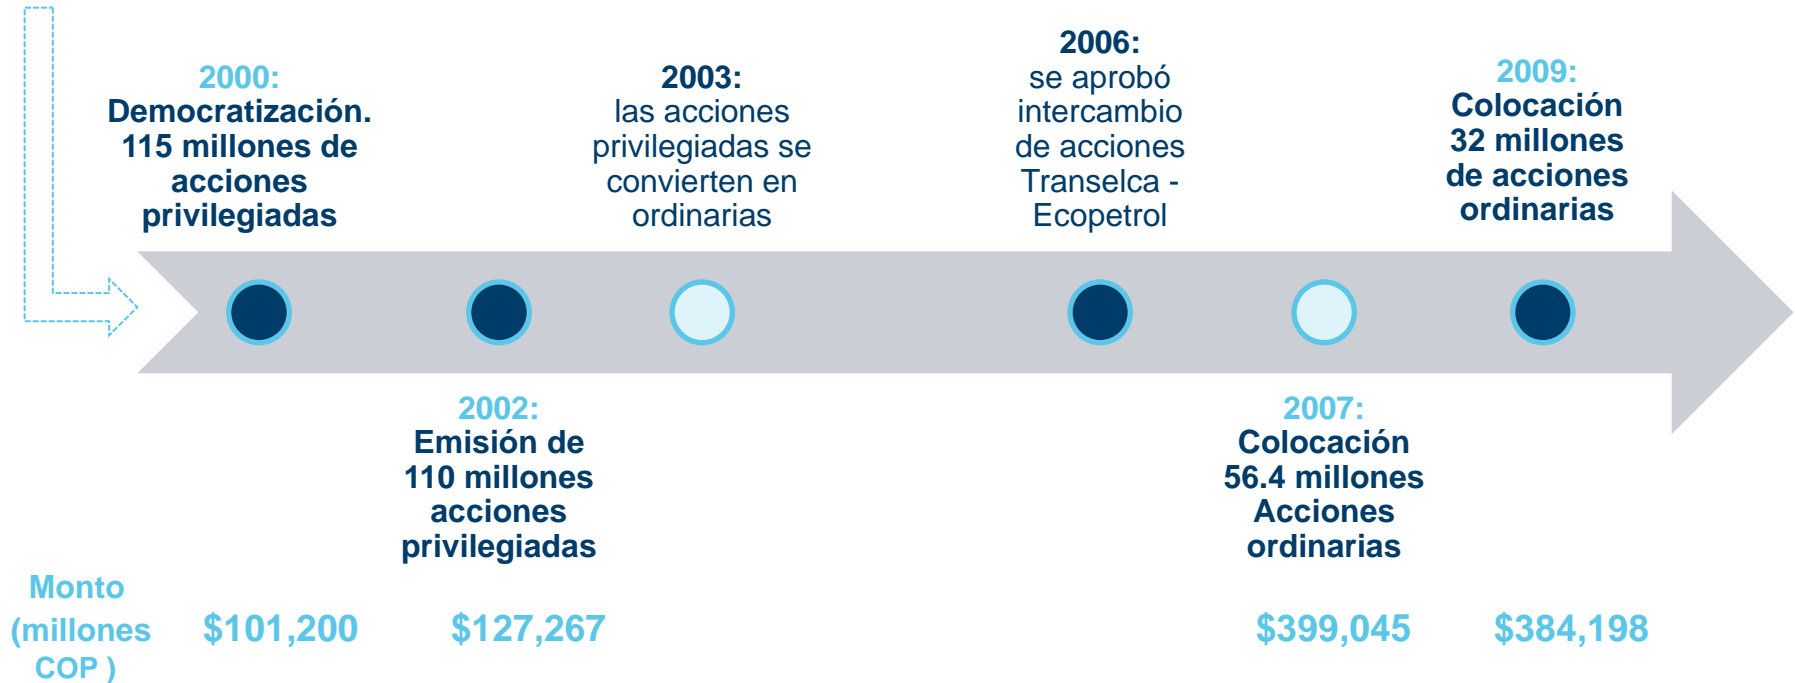 2000:
Democratización.
115 millones de
acciones
privilegiadas
2003:
las acciones
privilegiadas se
convierten en
ordinarias
2006:
se aprobó
intercambio
de acciones
Transelca -
Ecopetrol
2009:
Colocación
32 millones
de acciones
ordinarias
2002:
Emisión de
110 millones
acciones
privilegiadas
2007:
Colocación
56.4 millones
Acciones
ordinarias
Monto
(millones
COP )
$101,200
$127,267
$399,045
$384,198